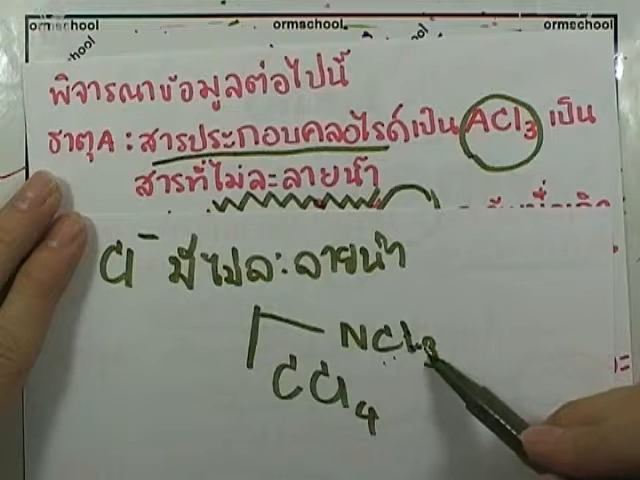 ormschool ormschool ormschool
hool
ool
พิจารณาข้อมูลต่อไปนี้
ธาตุA : สารประกอบคลอไรด์เป็น ACl3 เป็น
สารที่ไม่ละลายน้ำ
Cl⁻ มีไม่ละลายน้ำ
NCl3
CCl4